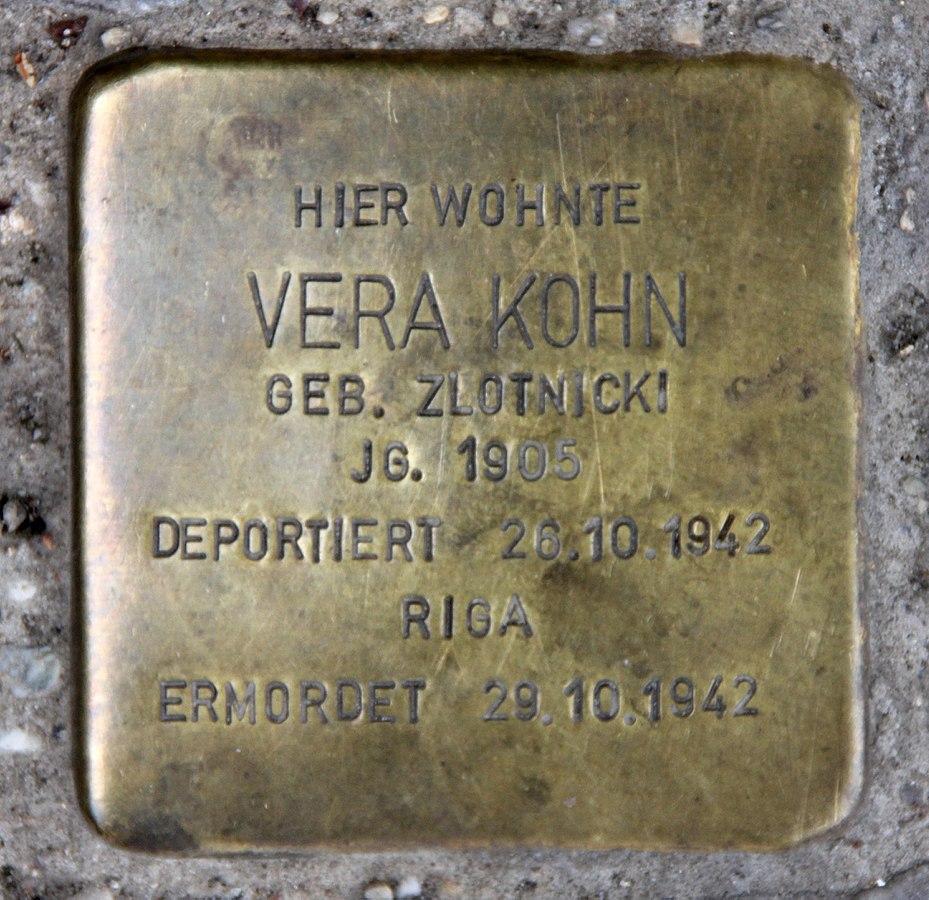 HIER WOHNTE
VERA KOHN
GEB. ZLOTNICKI
JG. 1905
DEPORTIERT 26.10.1942
RIGA
ERMORDET 29.10.1942